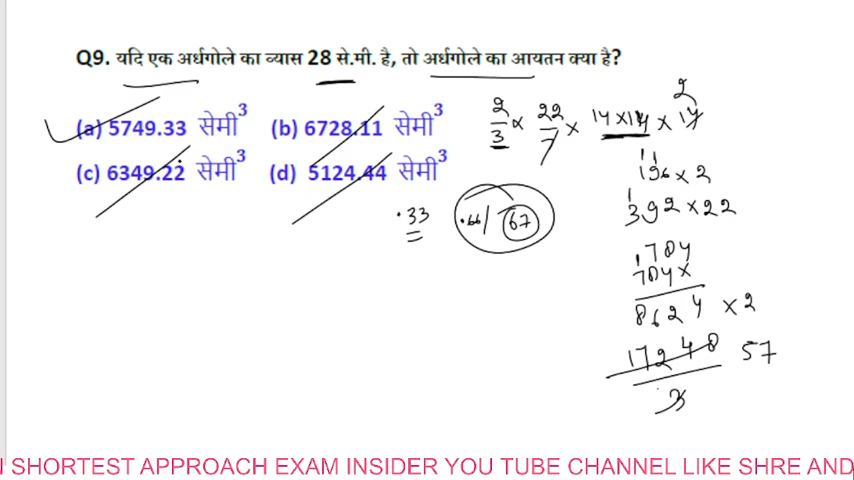 Q9. यदि एक अर्धगोले का व्यास 28 से.मी. है, तो अर्धगोले का आयतन क्या है?
(a) 5749.33 सेमी³ (b) 6728.11 सेमी³
(c) 6349.22 सेमी³ (d) 5124.44 सेमी³
2/3 × 22/7 × 14 × 14 × 14 2
196 × 2
392 × 22
.33 .66/ 67
784
784×
8624 × 2
17248 57
3
N SHORTEST APPROACH EXAM INSIDER YOU TUBE CHANNEL LIKE SHRE AND